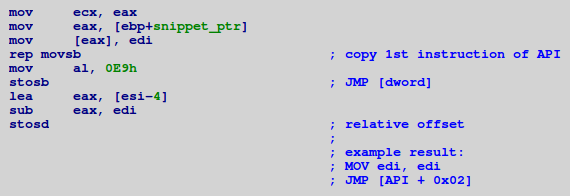 mov ecx, eax
mov eax, [ebp+snippet_ptr]
mov [eax], edi
rep movsb ; copy 1st instruction of API
mov al, 0E9h
stosb ; JMP [dword]
lea eax, [esi-4]
sub eax, edi
stosd ; relative offset
;
; example result:
; MOV edi, edi
; JMP [API + 0x02]